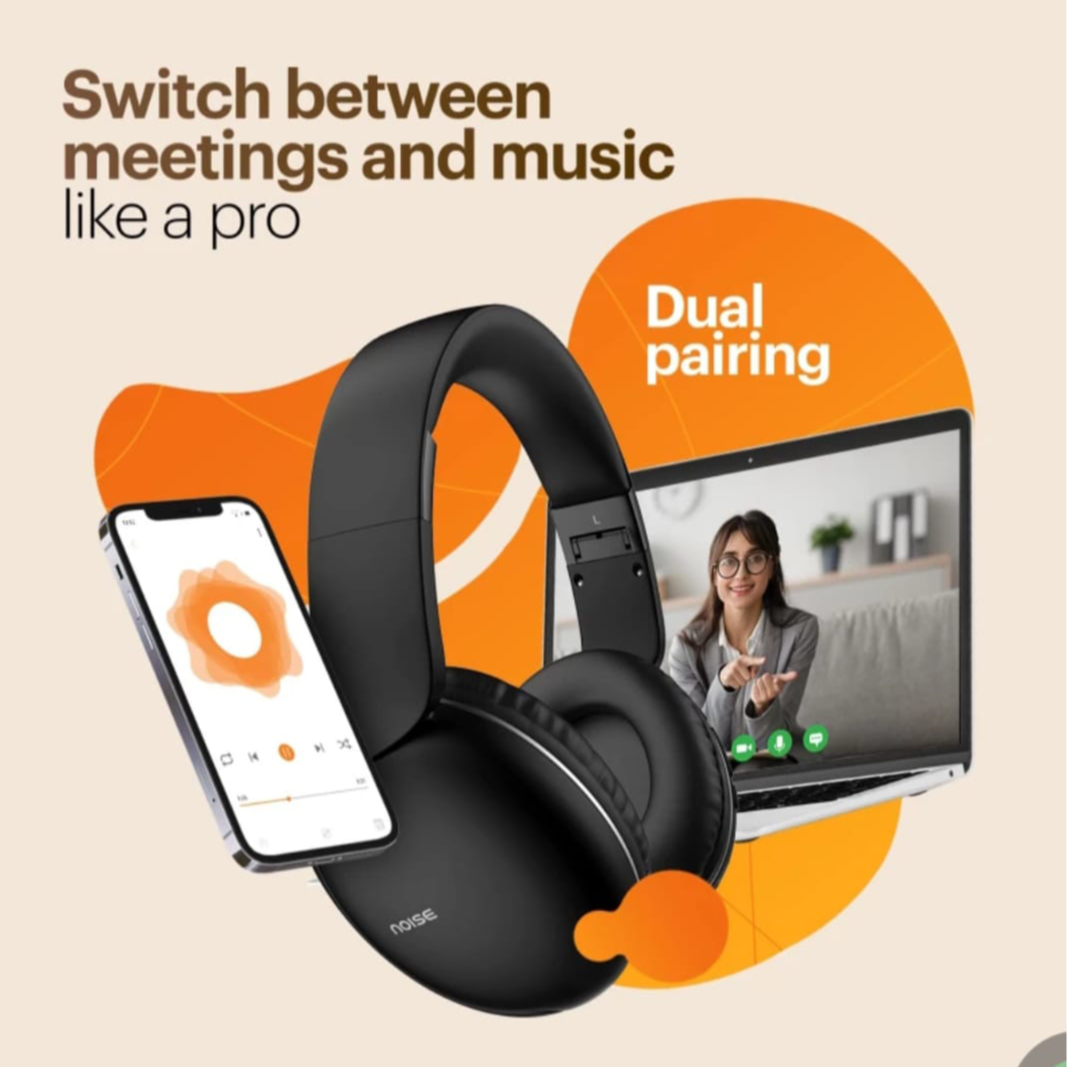 Switch between
meetings and music
like a pro
Dual
pairing
L
noise